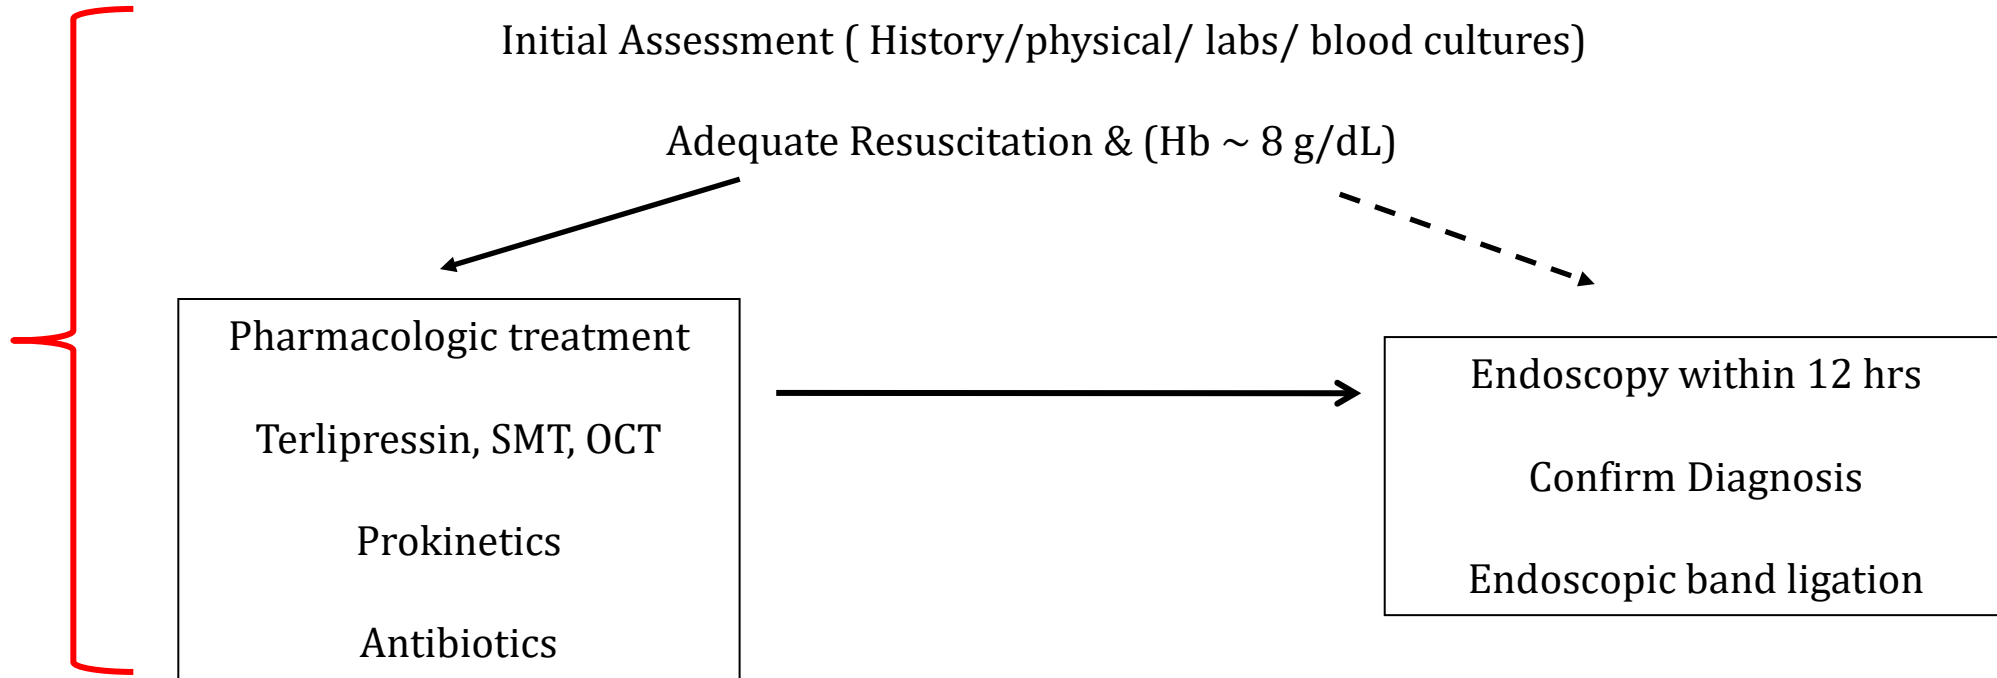 Initial Assessment ( History/physical/ labs/ blood cultures)
Adequate Resuscitation & (Hb ~ 8 g/dL)
Pharmacologic treatment
Terlipressin, SMT, OCT
Prokinetics
Antibiotics
Endoscopy within 12 hrs
Confirm Diagnosis
Endoscopic band ligation